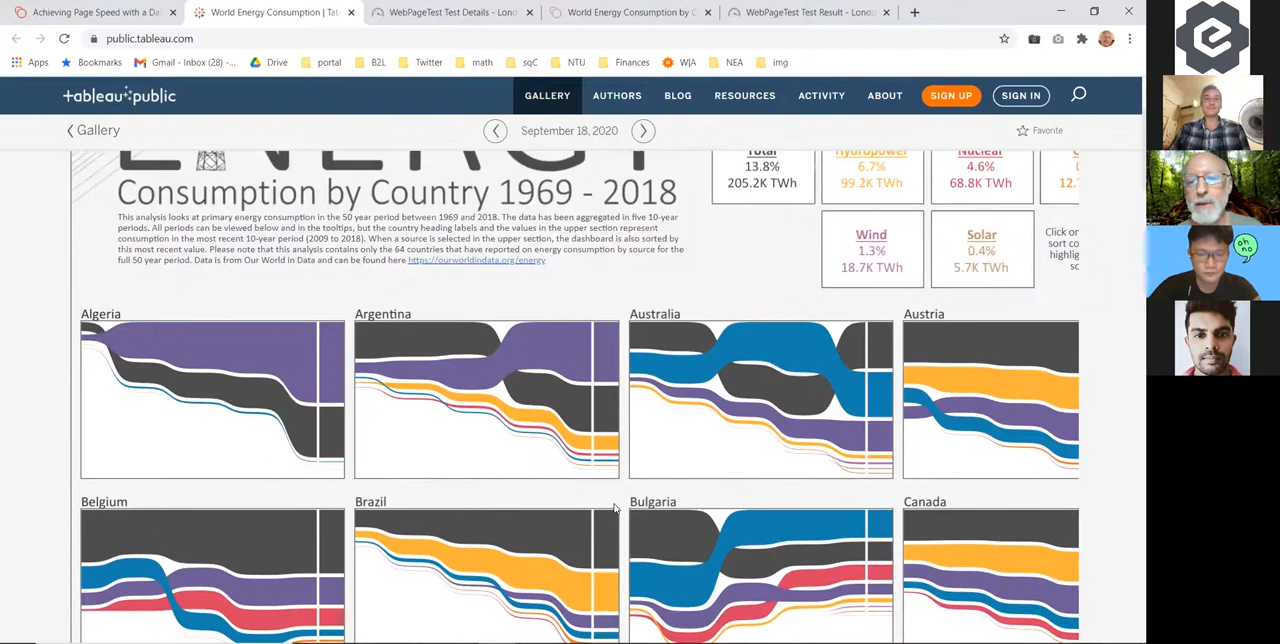 Achieving Page Speed with a Da
World Energy Consumption | Tab
WebPageTest Test Details - Lond
World Energy Consumption by C
WebPageTest Test Result - Londo
public.tableau.com
Apps
Bookmarks
Gmail - Inbox (28) -...
Drive
portal
B2L
Twitter
math
sqC
NTU
Finances
WJA
NEA
img
+ableau+public
GALLERY
AUTHORS
BLOG
RESOURCES
ACTIVITY
ABOUT
SIGN UP
SIGN IN
Gallery
September 18, 2020
Favorite
ENERGY
Consumption by Country 1969 - 2018
This analysis looks at primary energy consumption in the 50 year period between 1969 and 2018. The data has been aggregated in five 10-year
periods. All periods can be viewed below and in the tooltips, but the country heading labels and the values in the upper section represent
consumption in the most recent 10-year period (2009 to 2018). When a source is selected in the upper section, the dashboard is also sorted by
this most recent value. Please note that this analysis contains only the 64 countries that have reported on energy consumption by source for the
full 50 year period. Data is from Our World in Data and can be found here https://ourworldindata.org/energy
Total
13.8%
205.2K TWh
Hydropower
6.7%
99.2K TWh
Nuclear
4.6%
68.8K TWh
12.
Wind
1.3%
18.7K TWh
Solar
0.4%
5.7K TWh
Click or
sort co
highlig
sc
Algeria
Argentina
Australia
Austria
Belgium
Brazil
Bulgaria
Canada
oh
no